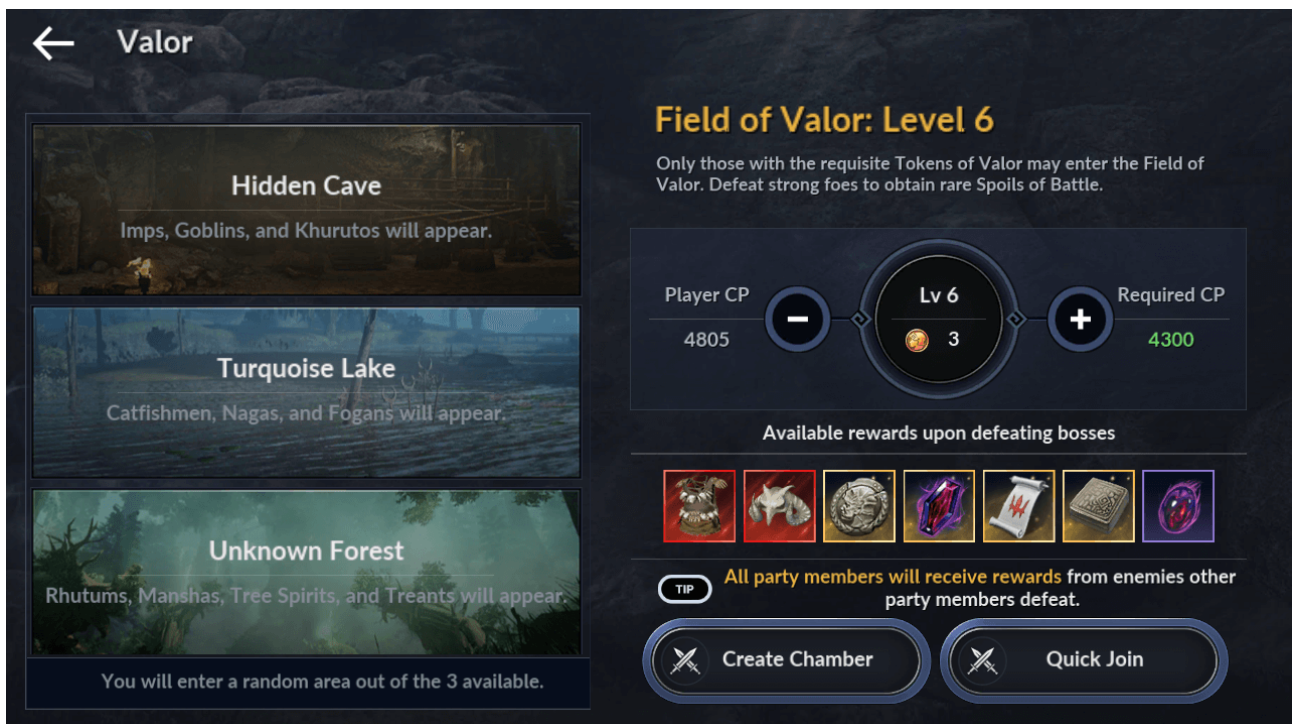 Valor
Hidden Cave
Imps, Goblins, and Khurutos will appear.
Turquoise Lake
Catfishmen, Nagas, and Fogans will appear.
Unknown Forest
Rhutums, Manshas, Tree Spirits, and Treants will appear.
You will enter a random area out of the 3 available.
Field of Valor: Level 6
Only those with the requisite Tokens of Valor may enter the Field of
Valor. Defeat strong foes to obtain rare Spoils of Battle.
Player CP
4805
Lv 6
3
Required CP
4300
Available rewards upon defeating bosses
TIP
All party members will receive rewards from enemies other
party members defeat.
Create Chamber
Quick Join